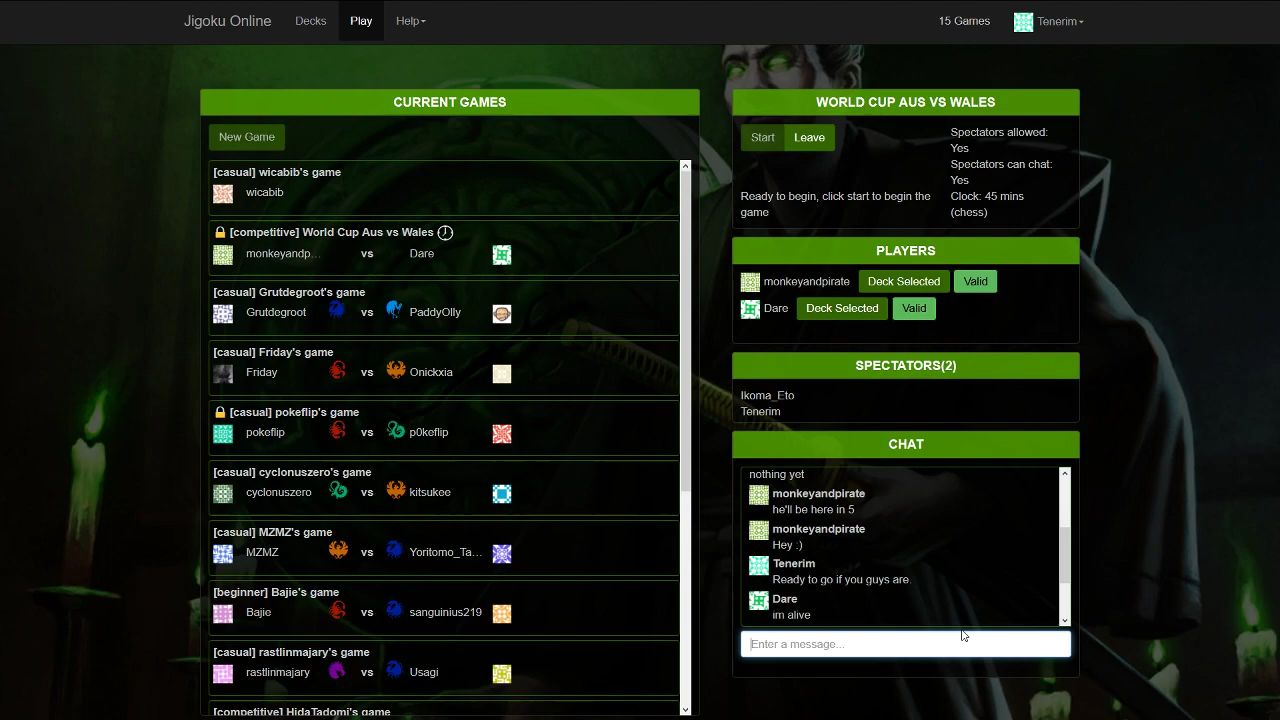 Jigoku Online Decks Play Help 15 Games Tenerim
CURRENT GAMES
New Game
[casual] wicabib's game
wicabib
[competitive] World Cup Aus vs Wales
monkeyandp... vs Dare
[casual] Grutdegroot's game
Grutdegroot vs PaddyOlly
[casual] Friday's game
Friday vs Onickxia
[casual] pokeflip's game
pokeflip vs p0keflip
[casual] cyclonuszero's game
cyclonuszero vs kitsukee
[casual] MZMZ's game
MZMZ vs Yoritomo_Ta...
[beginner] Bajie's game
Bajie vs sanguinius219
[casual] rastlinmajary's game
rastlinmajary vs Usagi
[competitive] HidaTadomi's game
WORLD CUP AUS VS WALES
Start Leave
Ready to begin, click start to begin the
game
Spectators allowed:
Yes
Spectators can chat:
Yes
Clock: 45 mins
(chess)
PLAYERS
monkeyandpirate Deck Selected Valid
Dare Deck Selected Valid
SPECTATORS(2)
Ikoma_Eto
Tenerim
CHAT
nothing yet
monkeyandpirate
he'll be here in 5
monkeyandpirate
Hey :)
Tenerim
Ready to go if you guys are.
Dare
im alive
Enter a message...